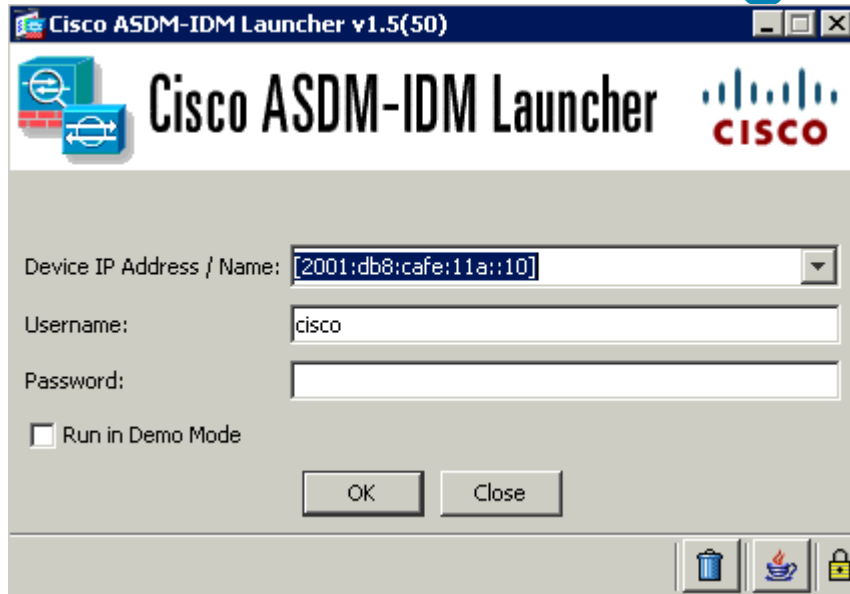 Cisco ASDM-IDM Launcher v1.5(50)
Cisco ASDM-IDM Launcher
CISCO
Device IP Address / Name: [2001:db8:cafe:11a::10]
Username: cisco
Password:
Run in Demo Mode
OK Close